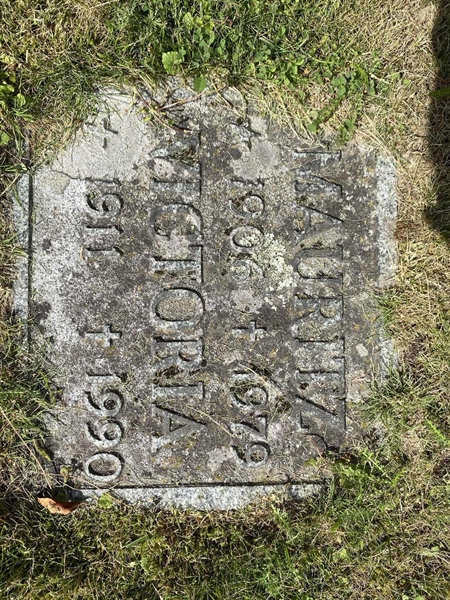 MAURITZ
* 1906 + 1979
VICTORIA
* 1911 + 1990